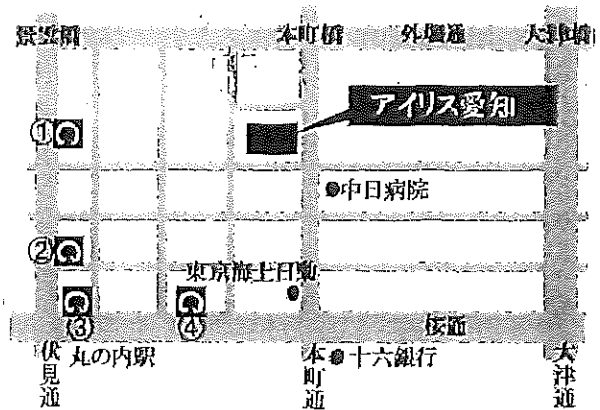 景雲橋 本町橋 外堀通 大津橋
アイリス愛知
①
中日病院
②
東京海上日動
③ ④ 桜通
伏見通 丸の内駅 本町通 十六銀行 大津通